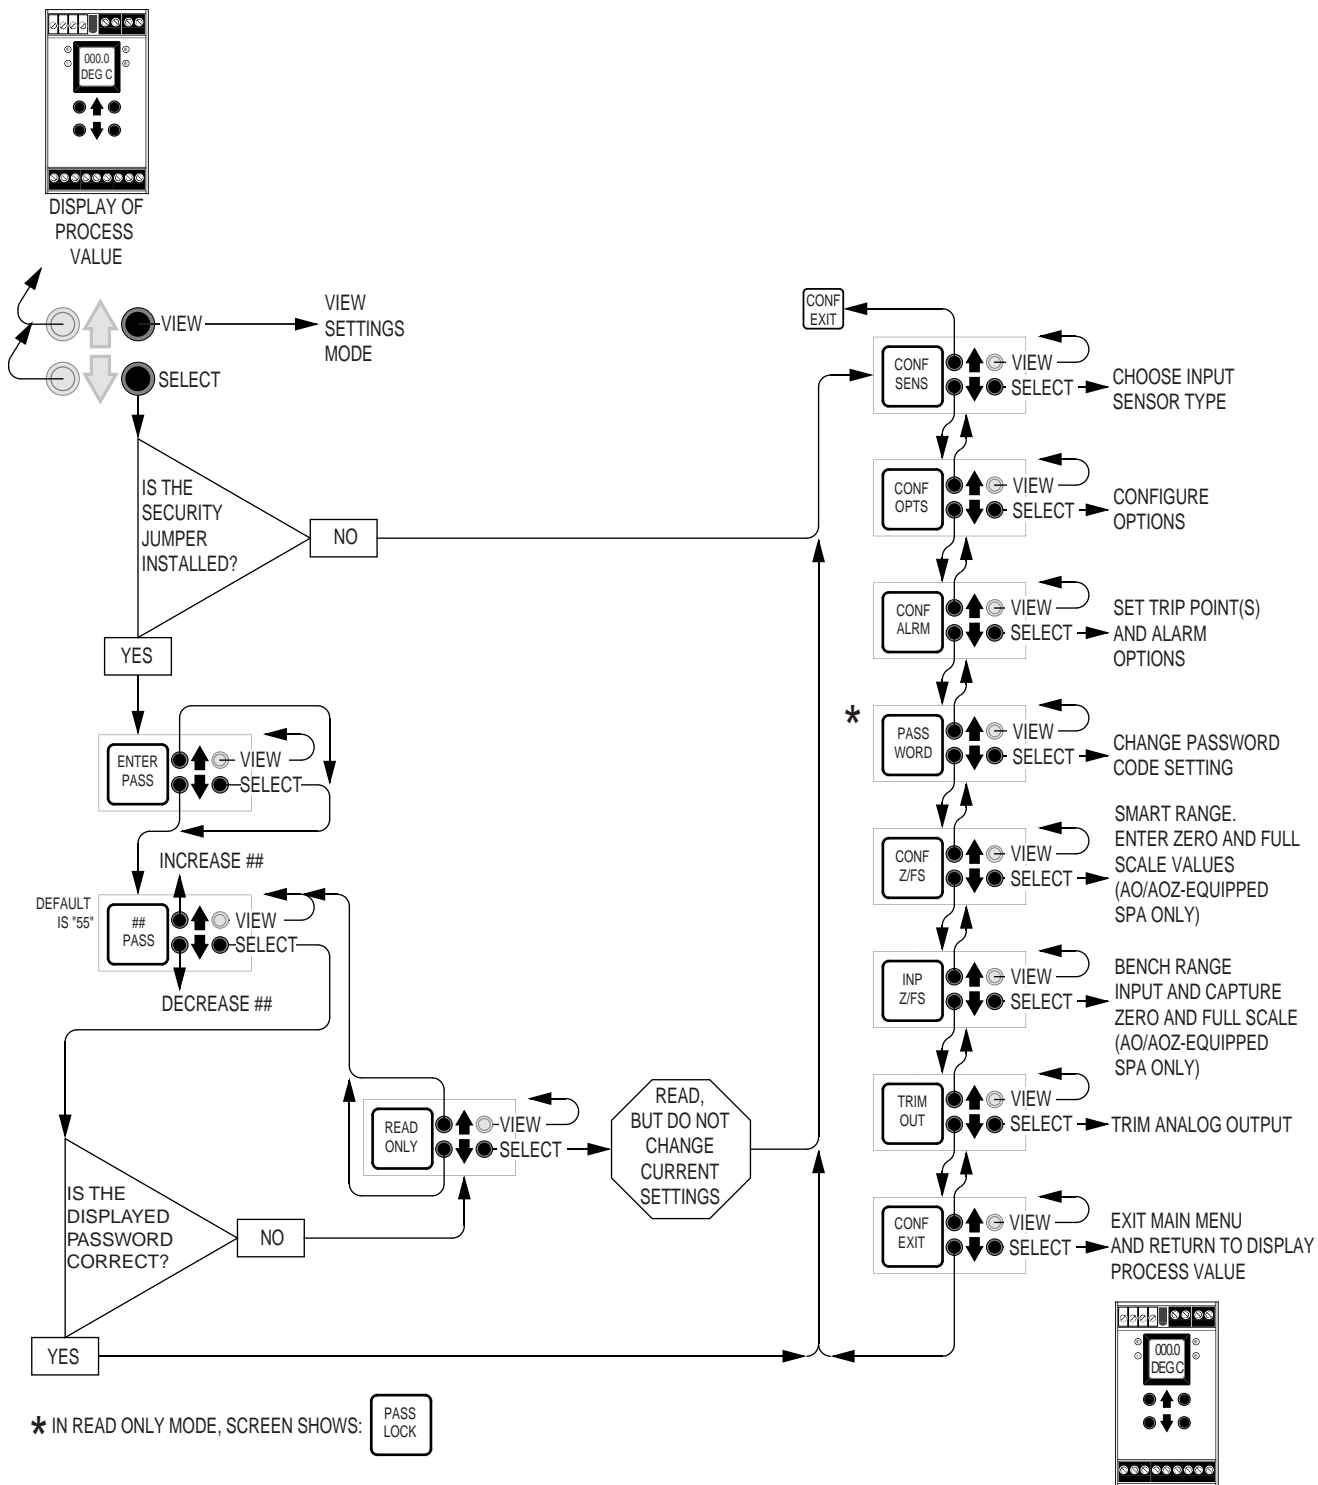 000.0
DEG C
DISPLAY OF
PROCESS
VALUE
VIEW
VIEW
SETTINGS
MODE
SELECT
IS THE
SECURITY
JUMPER
INSTALLED?
NO
YES
ENTER
PASS
VIEW
SELECT
INCREASE ##
DEFAULT
IS "55"
##
PASS
VIEW
SELECT
DECREASE ##
READ
ONLY
VIEW
SELECT
READ,
BUT DO NOT
CHANGE
CURRENT
SETTINGS
IS THE
DISPLAYED
PASSWORD
CORRECT?
NO
YES
* IN READ ONLY MODE, SCREEN SHOWS:
PASS
LOCK
CONF
EXIT
CONF
SENS
VIEW
SELECT
CHOOSE INPUT
SENSOR TYPE
CONF
OPTS
VIEW
SELECT
CONFIGURE
OPTIONS
CONF
ALRM
VIEW
SELECT
SET TRIP POINT(S)
AND ALARM
OPTIONS
*
PASS
WORD
VIEW
SELECT
CHANGE PASSWORD
CODE SETTING
CONF
Z/FS
VIEW
SELECT
SMART RANGE.
ENTER ZERO AND FULL
SCALE VALUES
(AO/AOZ-EQUIPPED
SPA ONLY)
INP
Z/FS
VIEW
SELECT
BENCH RANGE
INPUT AND CAPTURE
ZERO AND FULL SCALE
(AO/AOZ-EQUIPPED
SPA ONLY)
TRIM
OUT
VIEW
SELECT
TRIM ANALOG OUTPUT
CONF
EXIT
VIEW
SELECT
EXIT MAIN MENU
AND RETURN TO DISPLAY
PROCESS VALUE
000.0
DEG C